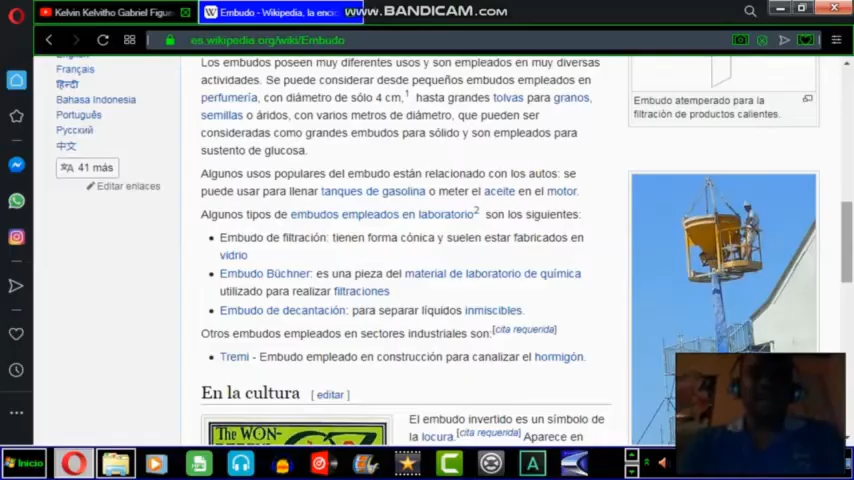 Kelvin Kelvitho Gabriel Figue
Embudo - Wikipedia, la enci
www.BANDICAM.com
es.wikipedia.org/wiki/Embudo
Français
हिन्दी
Bahasa Indonesia
Português
Русский
中文
41 más
Editar enlaces
Los embudos poseen muy diferentes usos y son empleados en muy diversas
actividades. Se puede considerar desde pequeños embudos empleados en
perfumería, con diámetro de sólo 4 cm,1 hasta grandes tolvas para granos,
semillas o áridos, con varios metros de diámetro, que pueden ser
consideradas como grandes embudos para sólido y son empleados para
sustento de glucosa.
Algunos usos populares del embudo están relacionado con los autos: se
puede usar para llenar tanques de gasolina o meter el aceite en el motor.
Algunos tipos de embudos empleados en laboratorio2 son los siguientes:
Embudo de filtración: tienen forma cónica y suelen estar fabricados en
vidrio
Embudo Büchner: es una pieza del material de laboratorio de química
utilizado para realizar filtraciones
Embudo de decantación: para separar líquidos inmiscibles.
Otros embudos empleados en sectores industriales son:[cita requerida]
Tremi - Embudo empleado en construcción para canalizar el hormigón.
En la cultura [ editar ]
THE WON-
El embudo invertido es un símbolo de
la locura.[cita requerida] Aparece en
Embudo atemperado para la
filtración de productos calientes.
Inicio